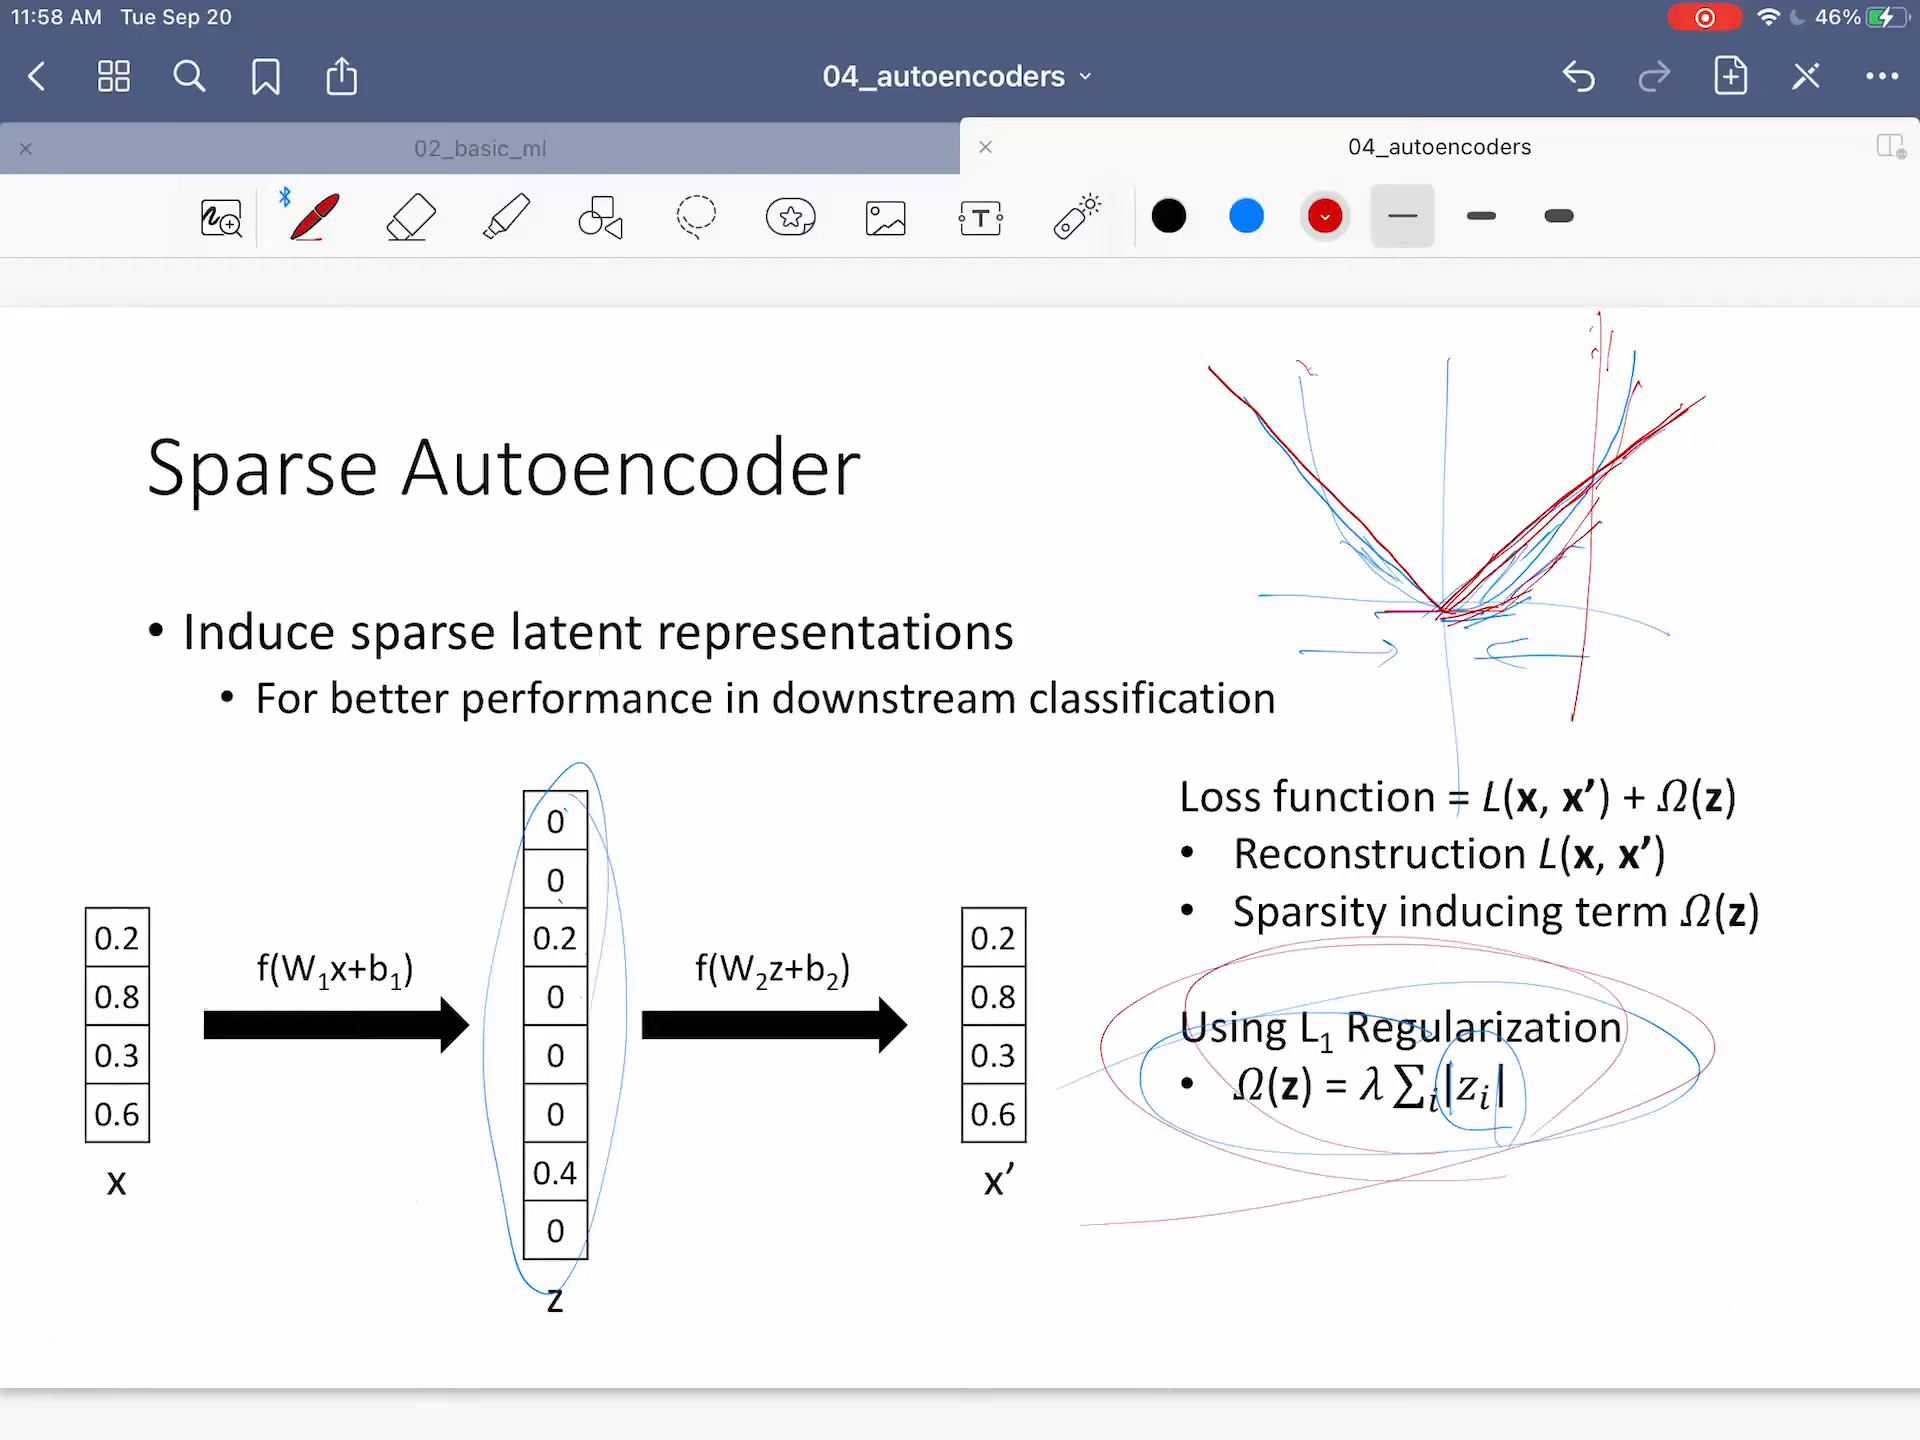 11:58 AM Tue Sep 20
46%
04_autoencoders
02_basic_ml
04_autoencoders
T
Sparse Autoencoder
• Induce sparse latent representations
• For better performance in downstream classification
Loss function = L(x, x’) + Ω(z)
• Reconstruction L(x, x’)
• Sparsity inducing term Ω(z)
Using L₁ Regularization
• Ω(z) = λ ∑ᵢ|zᵢ|
0.2
0.8
0.3
0.6
x
f(W₁x+b₁)
0
0
0.2
0
0
0
0.4
0
z
f(W₂z+b₂)
0.2
0.8
0.3
0.6
x’